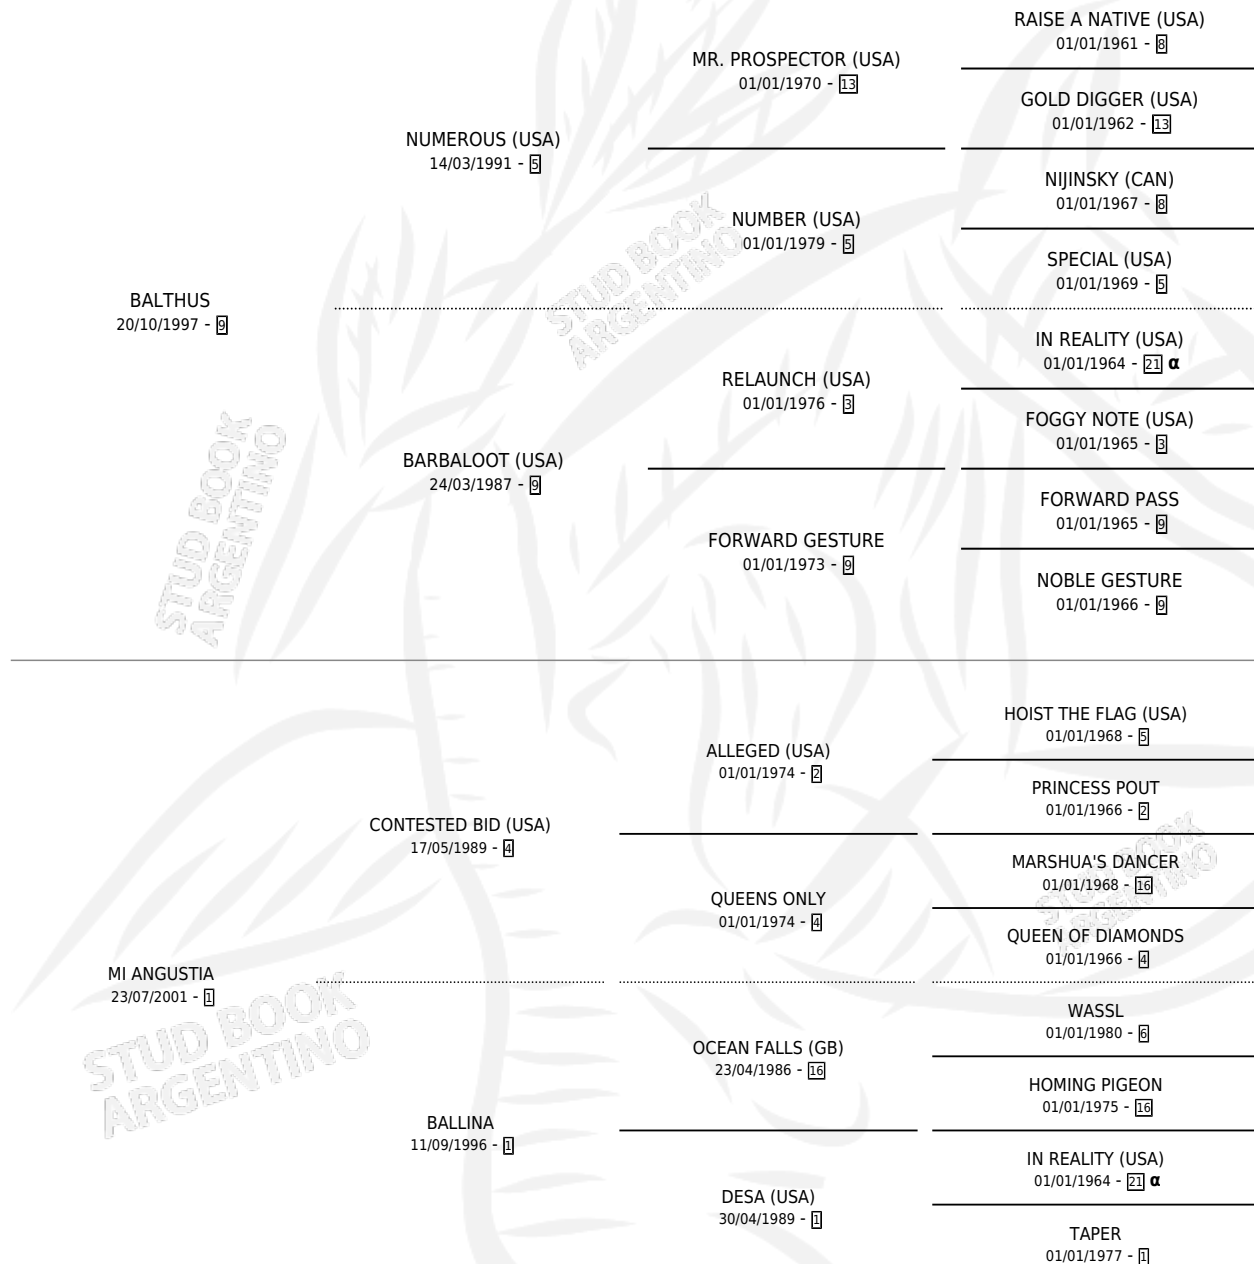 RAISE A NATIVE (USA)
01/01/1961 - 8
MR. PROSPECTOR (USA)
01/01/1970 - 13
GOLD DIGGER (USA)
01/01/1962 - 13
NUMEROUS (USA)
14/03/1991 - 5
NIJINSKY (CAN)
01/01/1967 - 8
NUMBER (USA)
01/01/1979 - 5
SPECIAL (USA)
01/01/1969 - 5
BALTHUS
20/10/1997 - 9
IN REALITY (USA)
01/01/1964 - 21 α
RELAUNCH (USA)
01/01/1976 - 3
FOGGY NOTE (USA)
01/01/1965 - 3
BARBALOOT (USA)
24/03/1987 - 9
FORWARD PASS
01/01/1965 - 9
FORWARD GESTURE
01/01/1973 - 9
NOBLE GESTURE
01/01/1966 - 9
HOIST THE FLAG (USA)
01/01/1968 - 5
ALLEGED (USA)
01/01/1974 - 2
PRINCESS POUT
01/01/1966 - 2
CONTESTED BID (USA)
17/05/1989 - 4
MARSHUA'S DANCER
01/01/1968 - 16
QUEENS ONLY
01/01/1974 - 4
QUEEN OF DIAMONDS
01/01/1966 - 4
MI ANGUSTIA
23/07/2001 - 1
WASSL
01/01/1980 - 6
OCEAN FALLS (GB)
23/04/1986 - 16
HOMING PIGEON
01/01/1975 - 16
BALLINA
11/09/1996 - 1
IN REALITY (USA)
01/01/1964 - 21 α
DESA (USA)
30/04/1989 - 1
TAPER
01/01/1977 - 1
STUD BOOK
ARGENTINO
STUD BOOK
ARGENTINO
STUD BOOK
ARGENTINO
STUD BOOK
ARGENTINO